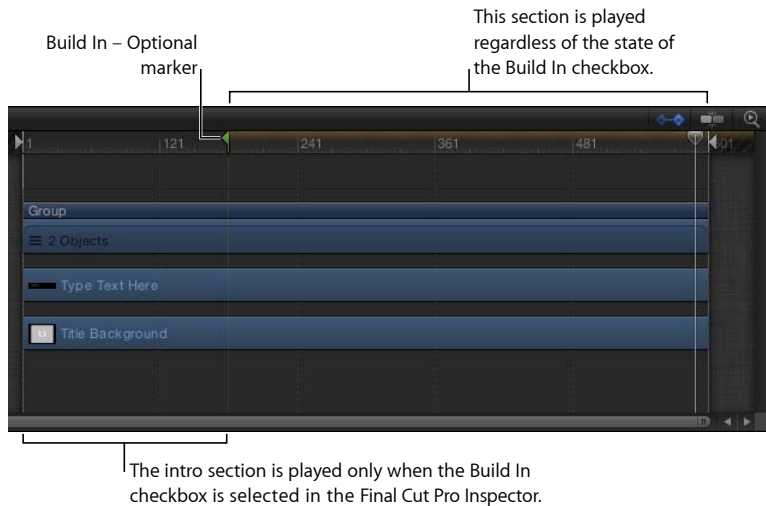 This section is played
regardless of the state of
the Build In checkbox.
Build In – Optional
marker
1 121 241 361 481 601
Group
2 Objects
Type Text Here
Title Background
The intro section is played only when the Build In
checkbox is selected in the Final Cut Pro Inspector.